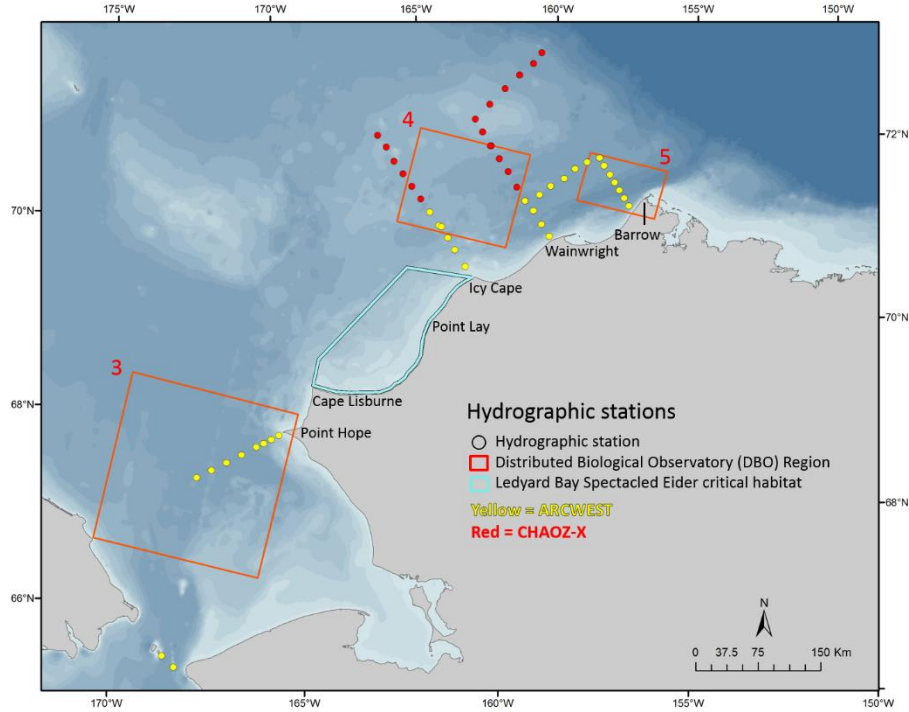 175°W 170°W 165°W 160°W 155°W 150°W
72°N
4
5
70°N
Barrow
Wainwright
Icy Cape
70°N
Point Lay
3
68°N
Cape Lisburne
Point Hope
Hydrographic stations
Hydrographic station
Distributed Biological Observatory (DBO) Region
Ledyard Bay Spectacled Eider critical habitat
68°N
Yellow = ARCWEST
Red = CHAOZ-X
66°N
N
0 37.5 75 150 Km
170°W 165°W 160°W 155°W 150°W